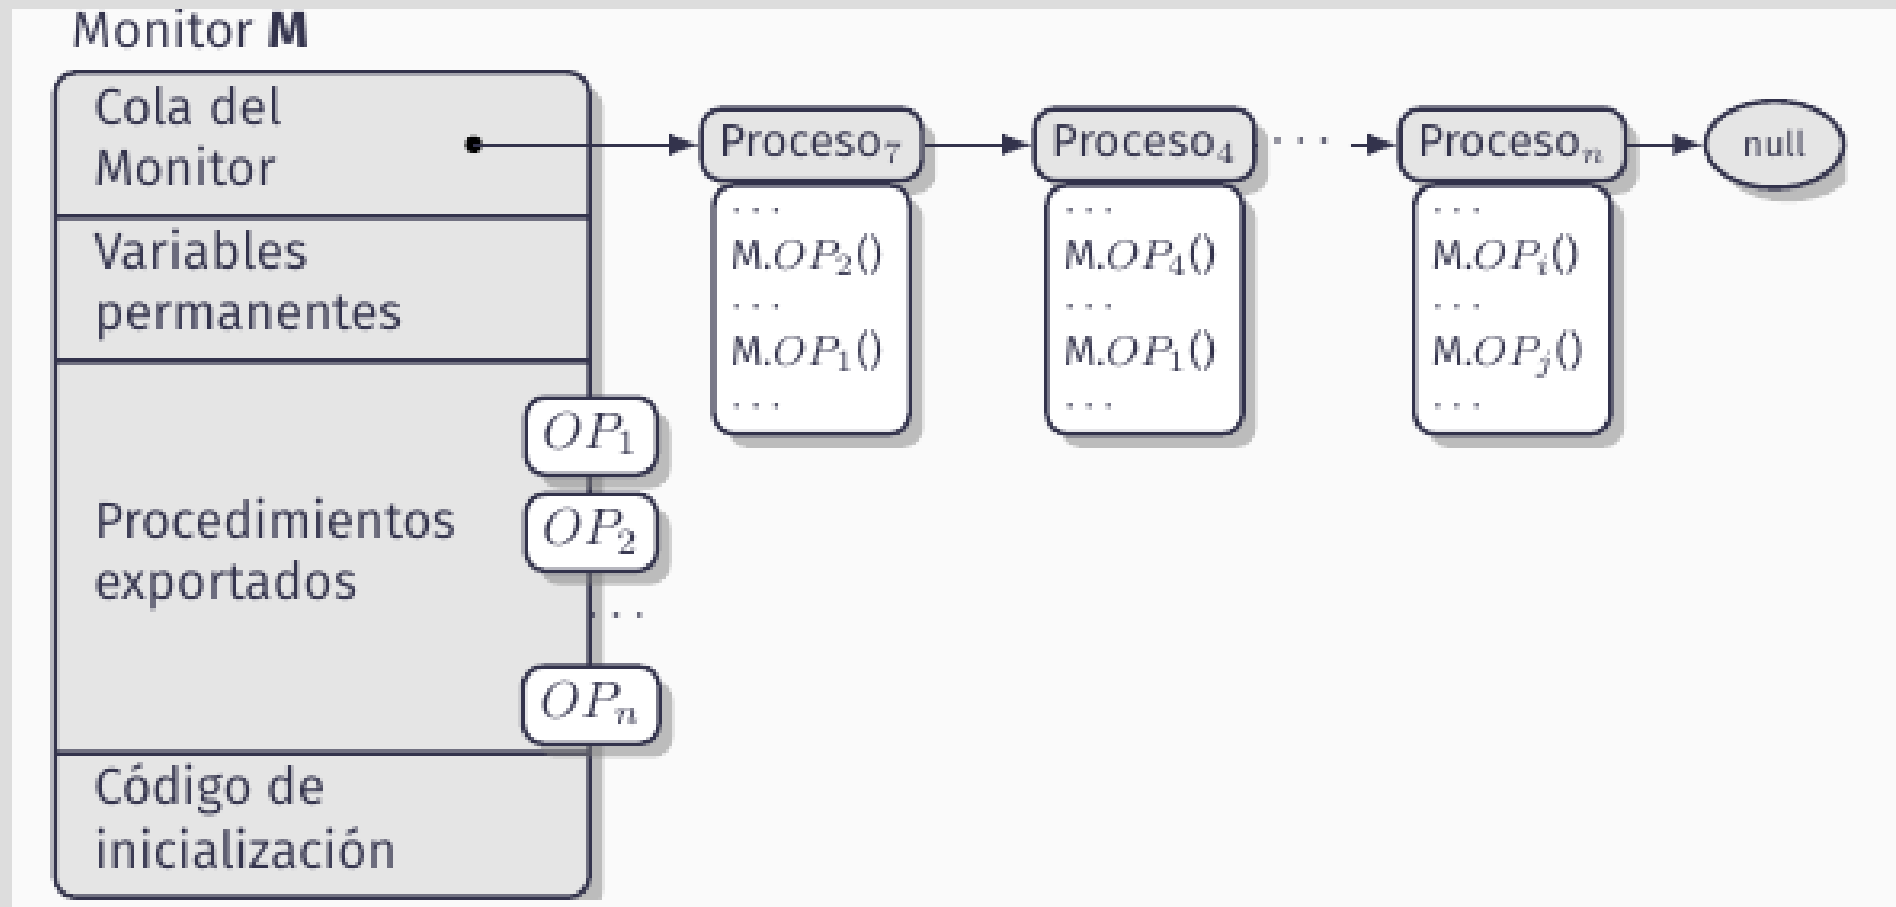 Monitor M
Cola del
Monitor
Variables
permanentes
Procedimientos
exportados
Código de
inicialización
OP₁
OP₂
...
OPₙ
Proceso₇
...
M.OP₂()
...
M.OP₁()
...
Proceso₄
...
M.OP₄()
...
M.OP₁()
...
...
Procesoₙ
...
M.OPᵢ()
...
M.OPⱼ()
...
null